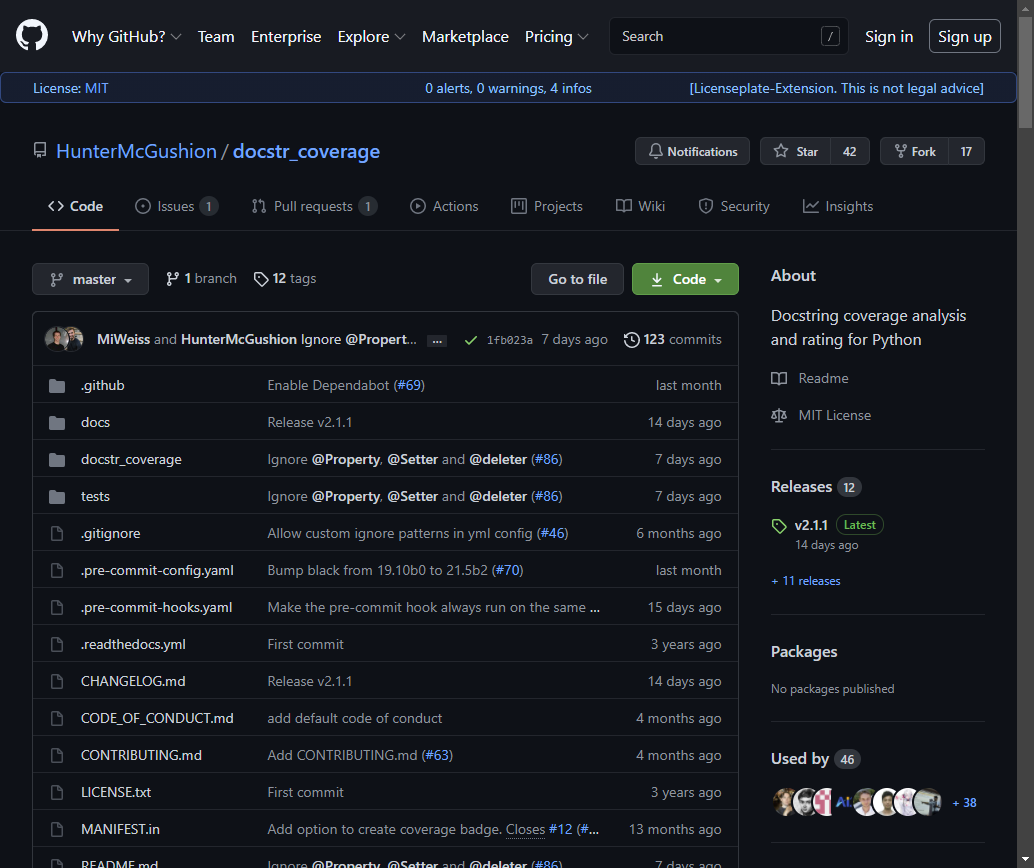 Why GitHub? Team Enterprise Explore Marketplace Pricing Search / Sign in Sign up
License: MIT 0 alerts, 0 warnings, 4 infos [Licenseplate-Extension. This is not legal advice]
HunterMcGushion / docstr_coverage Notifications Star 42 Fork 17
Code Issues 1 Pull requests 1 Actions Projects Wiki Security Insights
master 1 branch 12 tags Go to file Code
MiWeiss and HunterMcGushion Ignore @Propert... ... 1fb023a 7 days ago 123 commits
.github Enable Dependabot (#69) last month
docs Release v2.1.1 14 days ago
docstr_coverage Ignore @Property, @Setter and @deleter (#86) 7 days ago
tests Ignore @Property, @Setter and @deleter (#86) 7 days ago
.gitignore Allow custom ignore patterns in yml config (#46) 6 months ago
.pre-commit-config.yaml Bump black from 19.10b0 to 21.5b2 (#70) last month
.pre-commit-hooks.yaml Make the pre-commit hook always run on the same ... 15 days ago
.readthedocs.yml First commit 3 years ago
CHANGELOG.md Release v2.1.1 14 days ago
CODE_OF_CONDUCT.md add default code of conduct 4 months ago
CONTRIBUTING.md Add CONTRIBUTING.md (#63) 4 months ago
LICENSE.txt First commit 3 years ago
MANIFEST.in Add option to create coverage badge. Closes #12 (#... 13 months ago
README.md Ignore @Property, @Setter and @deleter (#86) 7 days ago
About
Docstring coverage analysis
and rating for Python
Readme
MIT License
Releases 12
v2.1.1 Latest
14 days ago
+ 11 releases
Packages
No packages published
Used by 46
+ 38